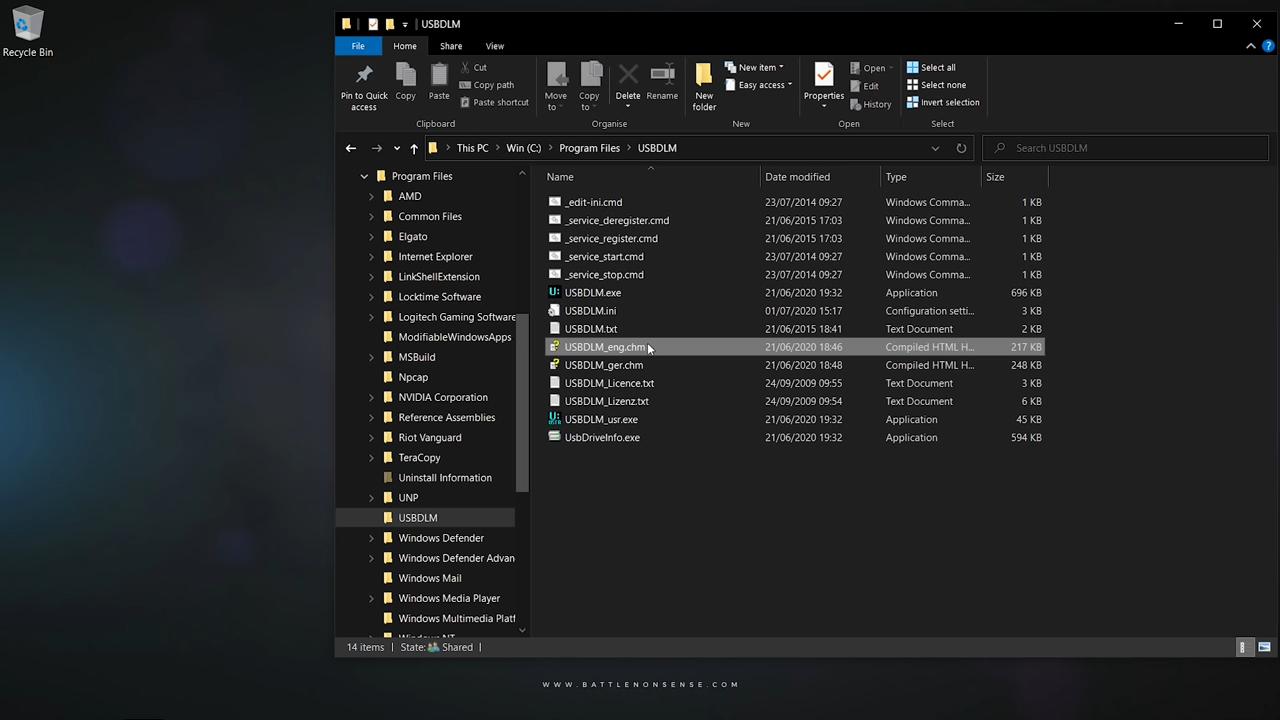 Recycle Bin
USBDLM
File
Home
Share
View
Pin to Quick access
Copy
Paste
Cut
Copy path
Paste shortcut
Clipboard
Move to
Copy to
Delete
Rename
Organise
New folder
New item
Easy access
New
Properties
Open
Edit
History
Open
Select all
Select none
Invert selection
Select
This PC > Win (C:) > Program Files > USBDLM
Search USBDLM
Program Files
AMD
Common Files
Elgato
Internet Explorer
LinkShellExtension
Locktime Software
Logitech Gaming Software
ModifiableWindowsApps
MSBuild
Npcap
NVIDIA Corporation
Reference Assemblies
Riot Vanguard
TeraCopy
Uninstall Information
UNP
USBDLM
Windows Defender
Windows Defender Advan
Windows Mail
Windows Media Player
Windows Multimedia Platf
Windows NT
Name Date modified Type Size
_edit-ini.cmd 23/07/2014 09:27 Windows Comma... 1 KB
_service_deregister.cmd 21/06/2015 17:03 Windows Comma... 1 KB
_service_register.cmd 21/06/2015 17:03 Windows Comma... 1 KB
_service_start.cmd 23/07/2014 09:27 Windows Comma... 1 KB
_service_stop.cmd 23/07/2014 09:27 Windows Comma... 1 KB
USBDLM.exe 21/06/2020 19:32 Application 696 KB
USBDLM.ini 01/07/2020 15:17 Configuration setti... 3 KB
USBDLM.txt 21/06/2015 18:41 Text Document 2 KB
USBDLM_eng.chm 21/06/2020 18:46 Compiled HTML H... 217 KB
USBDLM_ger.chm 21/06/2020 18:48 Compiled HTML H... 248 KB
USBDLM_Licence.txt 24/09/2009 09:55 Text Document 3 KB
USBDLM_Lizenz.txt 24/09/2009 09:54 Text Document 6 KB
USBDLM_usr.exe 21/06/2020 19:32 Application 45 KB
UsbDriveInfo.exe 21/06/2020 19:32 Application 594 KB
14 items
State: Shared
WWW.BATTLENONSENSE.COM